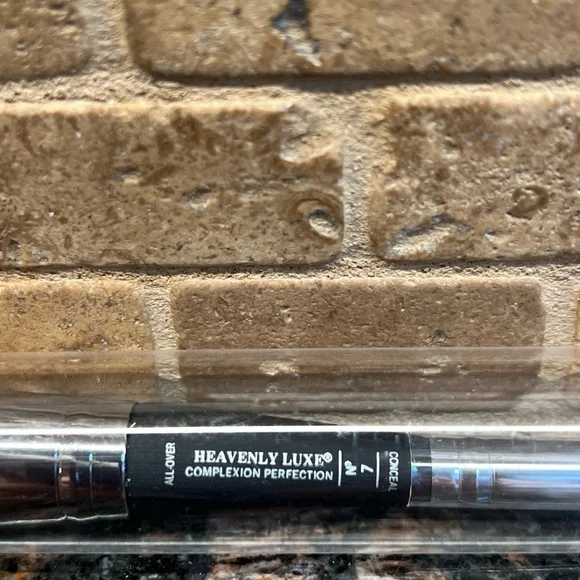 ALL-OVER
HEAVENLY LUXE®
COMPLEXION PERFECTION
Nº
7
CONCEAL